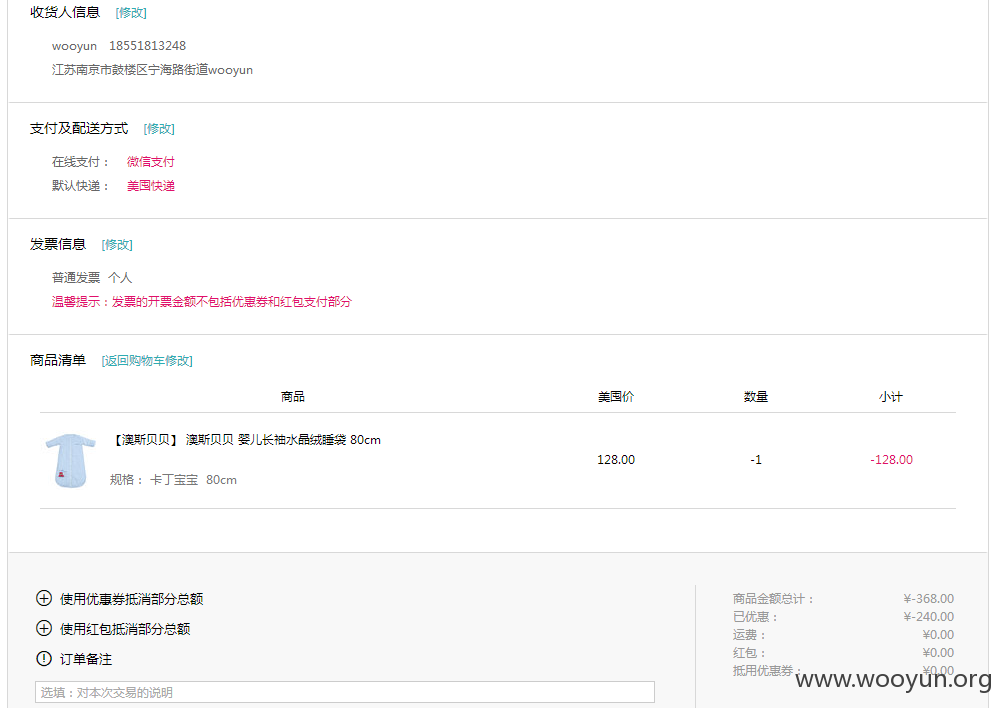 收货人信息 [修改]
wooyun 18551813248
江苏南京市鼓楼区宁海路街道wooyun
支付及配送方式 [修改]
在线支付： 微信支付
默认快递： 美囤快递
发票信息 [修改]
普通发票 个人
温馨提示：发票的开票金额不包括优惠券和红包支付部分
商品清单 [返回购物车修改]
商品 美囤价 数量 小计
【澳斯贝贝】 澳斯贝贝 婴儿长袖水晶绒睡袋 80cm
128.00 -1 -128.00
规格： 卡丁宝宝 80cm
使用优惠券抵消部分总额
使用红包抵消部分总额
订单备注
选填：对本次交易的说明
商品金额总计： ¥-368.00
已优惠： ¥-240.00
运费： ¥0.00
红包： ¥0.00
抵用优惠券： ¥0.00
www.wooyun.org